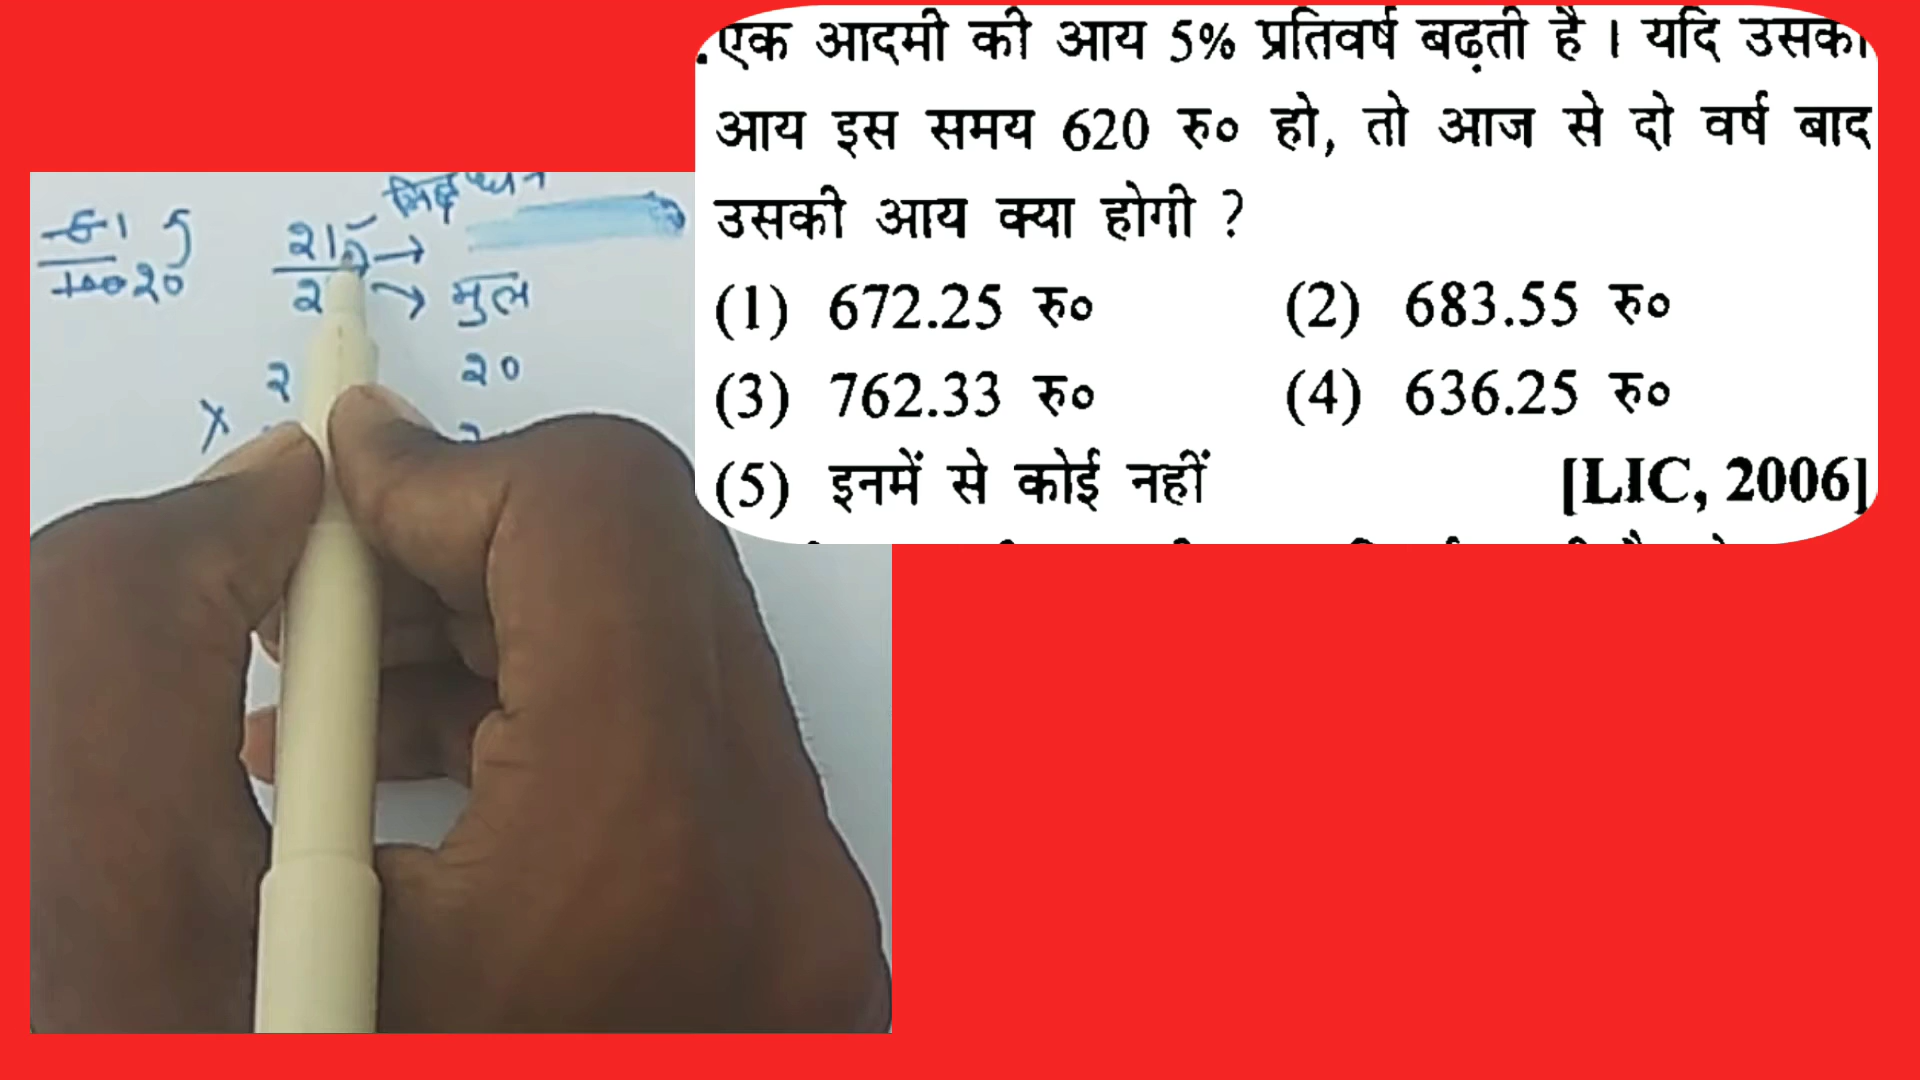 एक आदमी की आय 5% प्रतिवर्ष बढ़ती है । यदि उसकी
आय इस समय 620 रु० हो, तो आज से दो वर्ष बाद
उसकी आय क्या होगी ?
(1) 672.25 रु० (2) 683.55 रु०
(3) 762.33 रु० (4) 636.25 रु०
(5) इनमें से कोई नहीं [LIC, 2006]
5
100 20
21 →
→ मुल
20
×